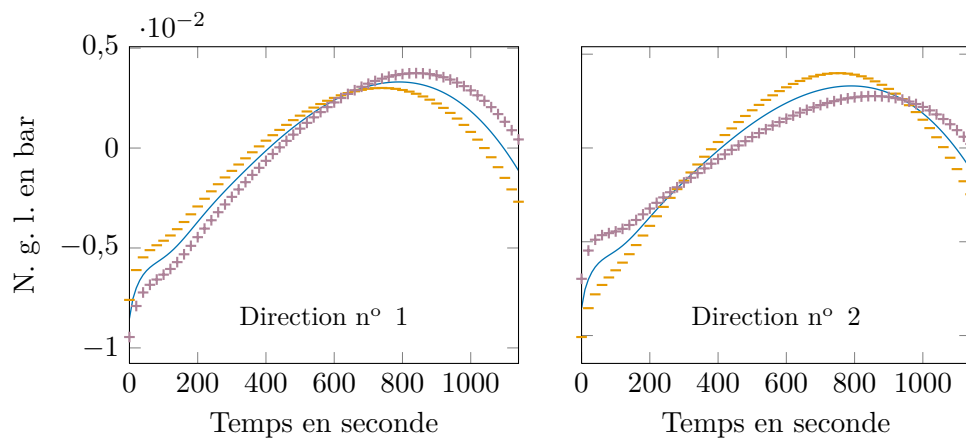 ·10⁻²
0,5
0
−0,5
−1
N. g. l. en bar
Direction nº 1
0 200 400 600 800 1000
Temps en seconde
Direction nº 2
0 200 400 600 800 1000
Temps en seconde